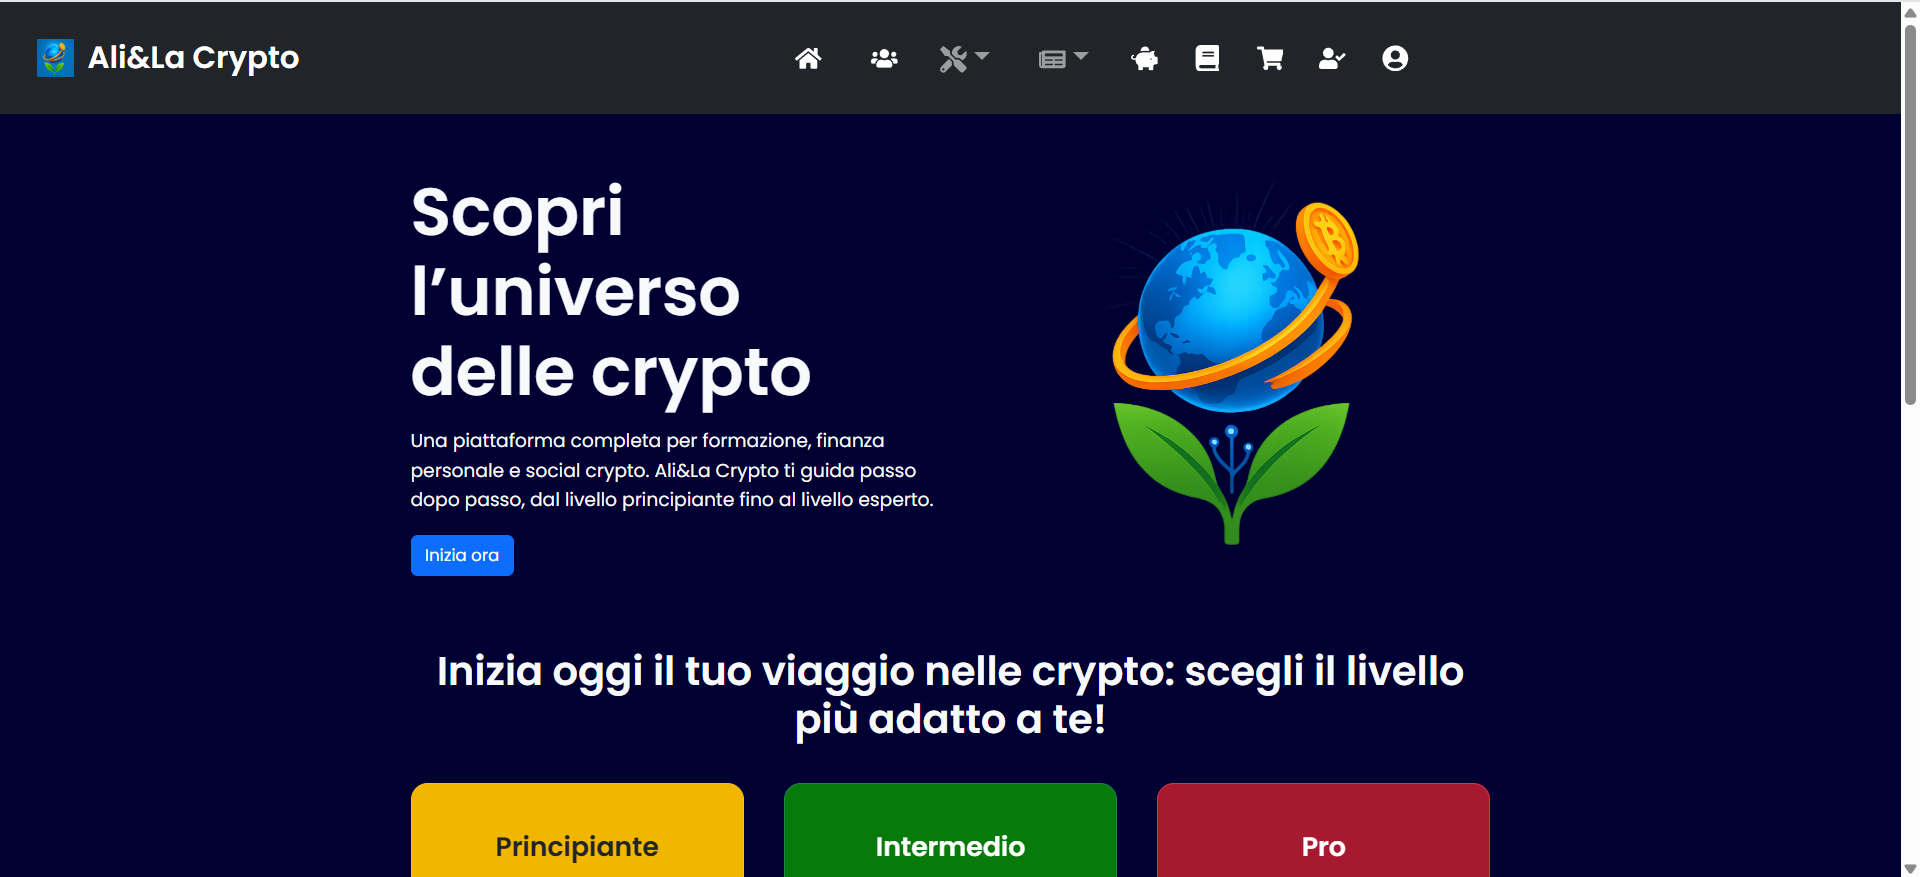 Ali&La Crypto
Scopri
l’universo
delle crypto
Una piattaforma completa per formazione, finanza
personale e social crypto. Ali&La Crypto ti guida passo
dopo passo, dal livello principiante fino al livello esperto.
Inizia ora
Inizia oggi il tuo viaggio nelle crypto: scegli il livello
più adatto a te!
Principiante
Intermedio
Pro